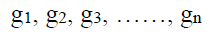 g1, g2, g3, ……, gn